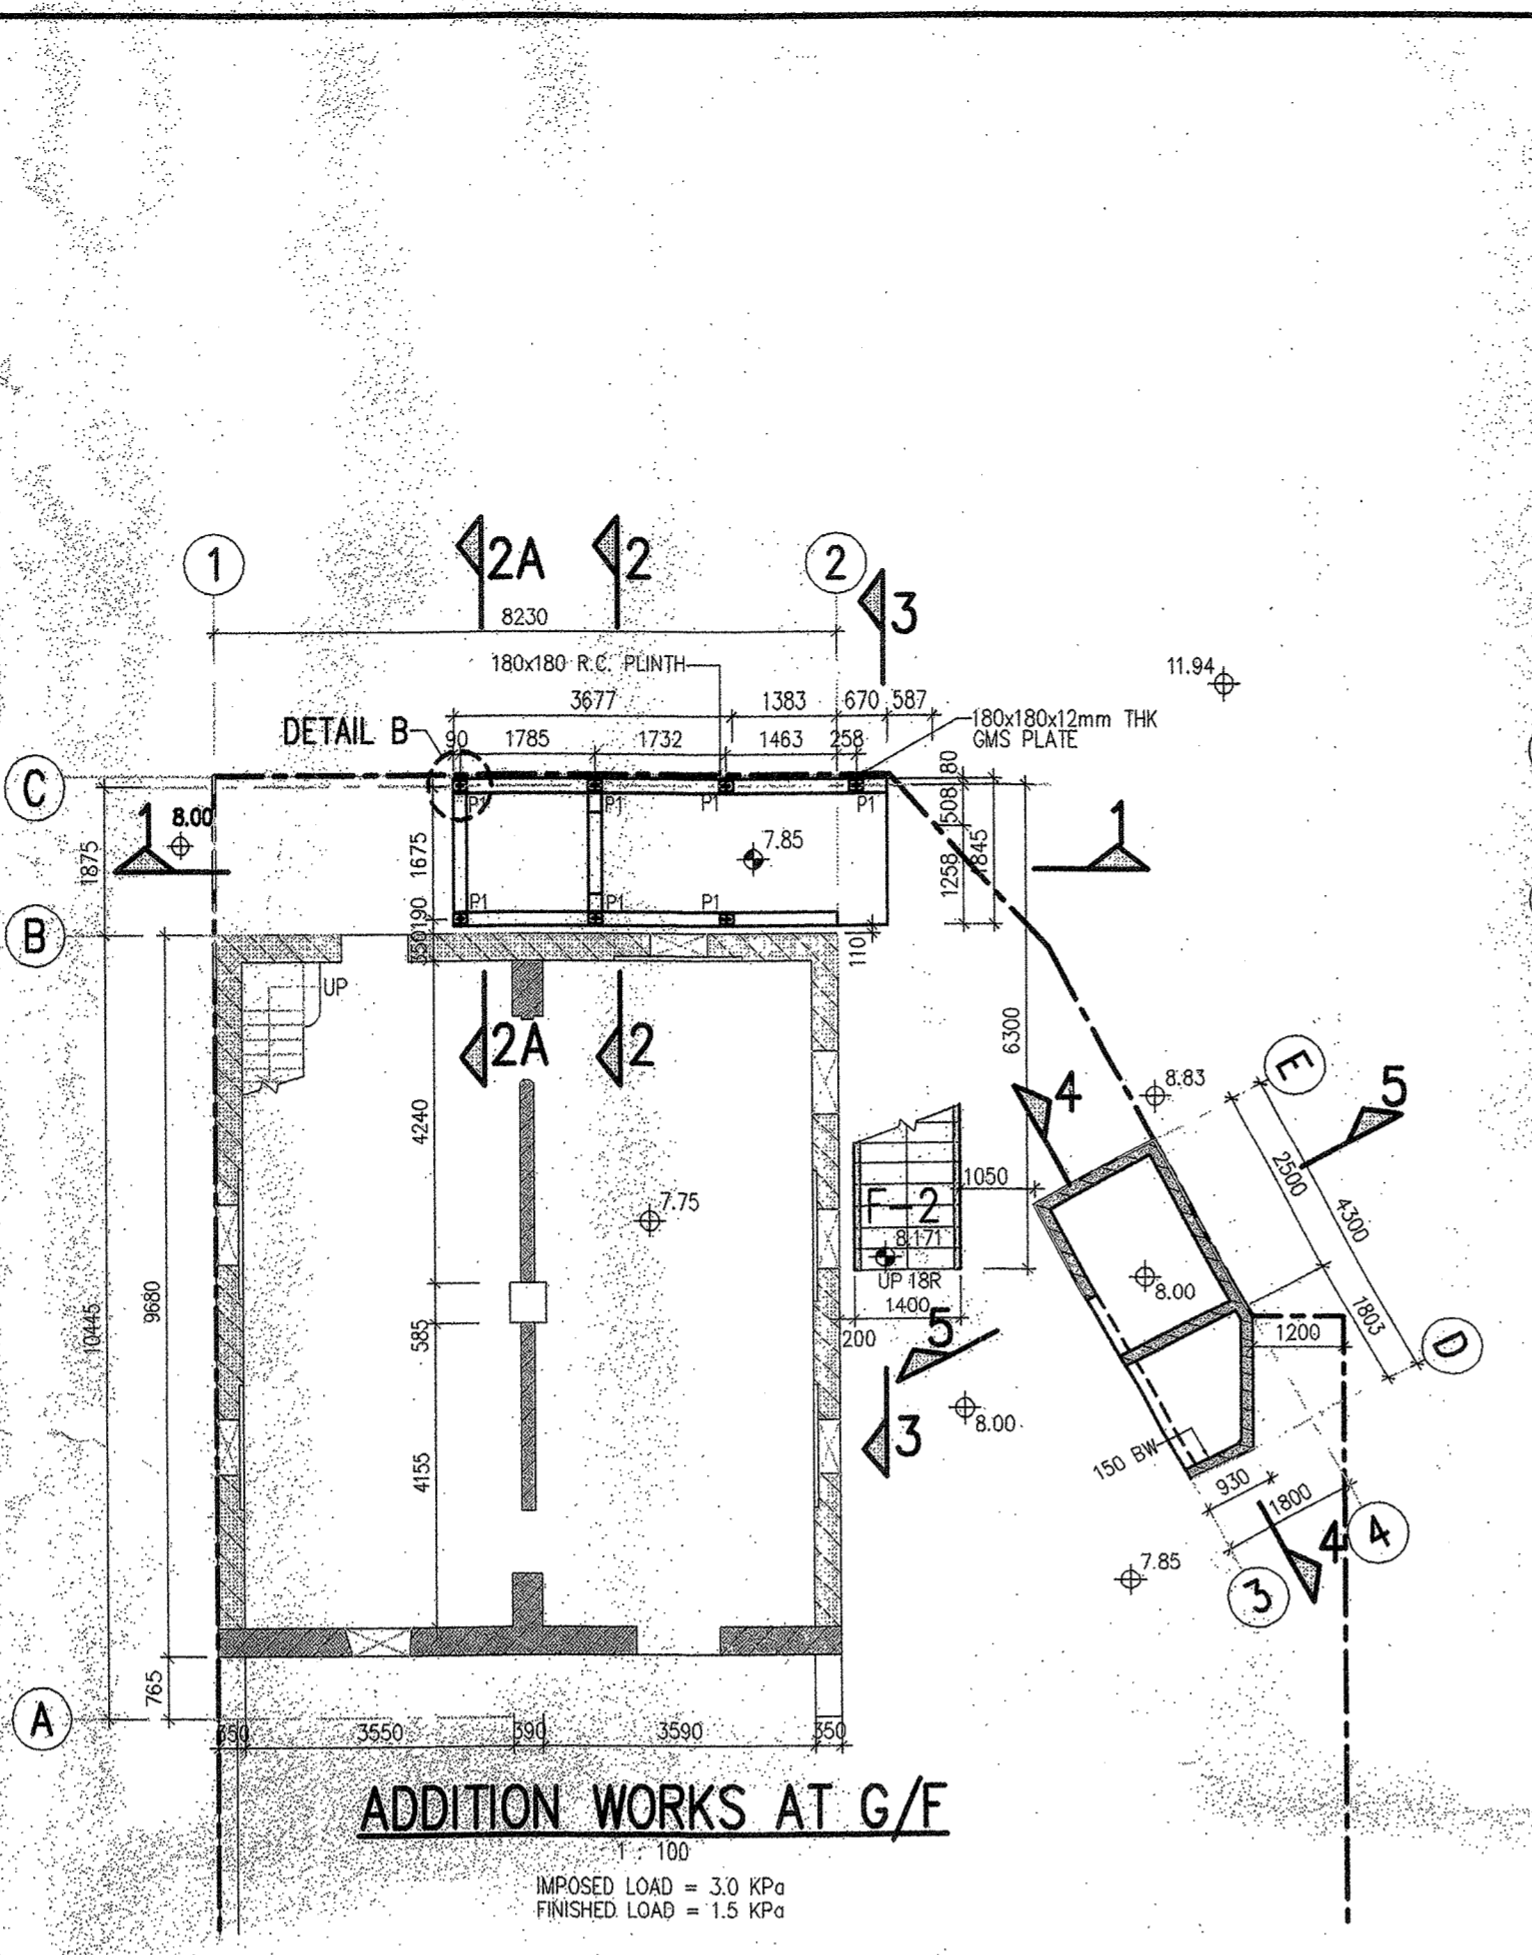 1
2A
2
2
3
8230
180x180 R.C. PLINTH
11.94
3677
1383
670
587
180x180x12mm THK
GMS PLATE
DETAIL B
90
1785
1732
1463
258
80
C
P1
P1
P1
P1
508
1845
1258
1
8.00
1
1875
1675
7.85
P1
P1
P1
190
B
350
110
UP
2A
2
6300
E
8.83
4
5
4240
2500
4300
1050
F-2
7.75
8.171
UP 18R
8.00
1400
1803
200
5
1200
D
10445
9680
585
8.00
3
4155
150 BW
930
1800
4
4
7.85
3
765
A
350
3550
390
3590
350
ADDITION WORKS AT G/F
1 : 100
IMPOSED LOAD = 3.0 KPa
FINISHED LOAD = 1.5 KPa